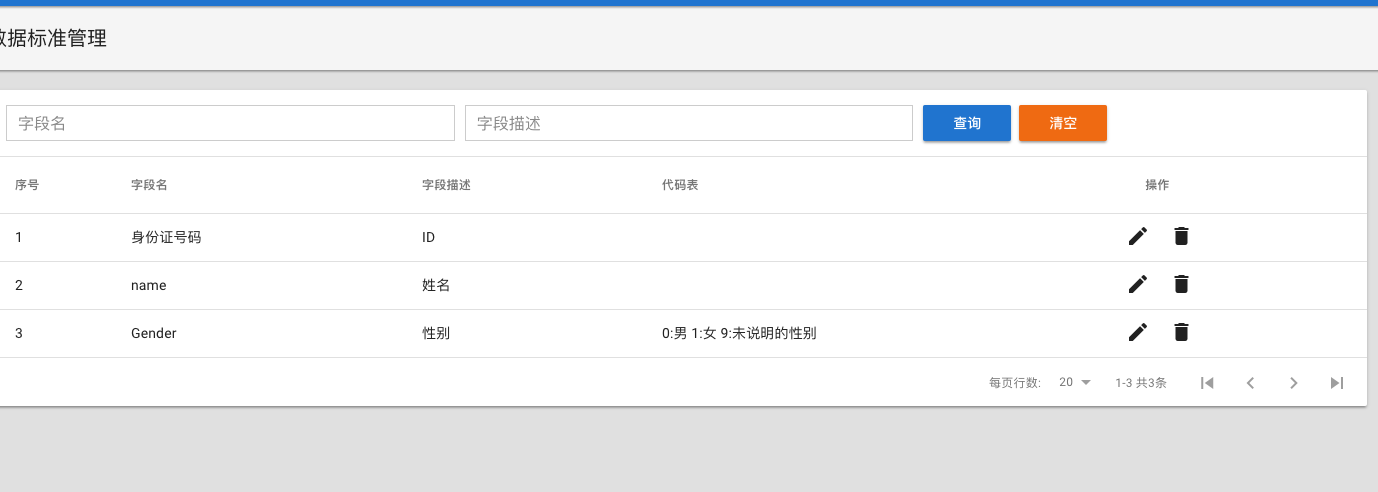 据标准管理
字段名 字段描述 查询 清空
序号 字段名 字段描述 代码表 操作
1 身份证号码 ID
2 name 姓名
3 Gender 性别 0:男 1:女 9:未说明的性别
每页行数: 20 1-3 共3条